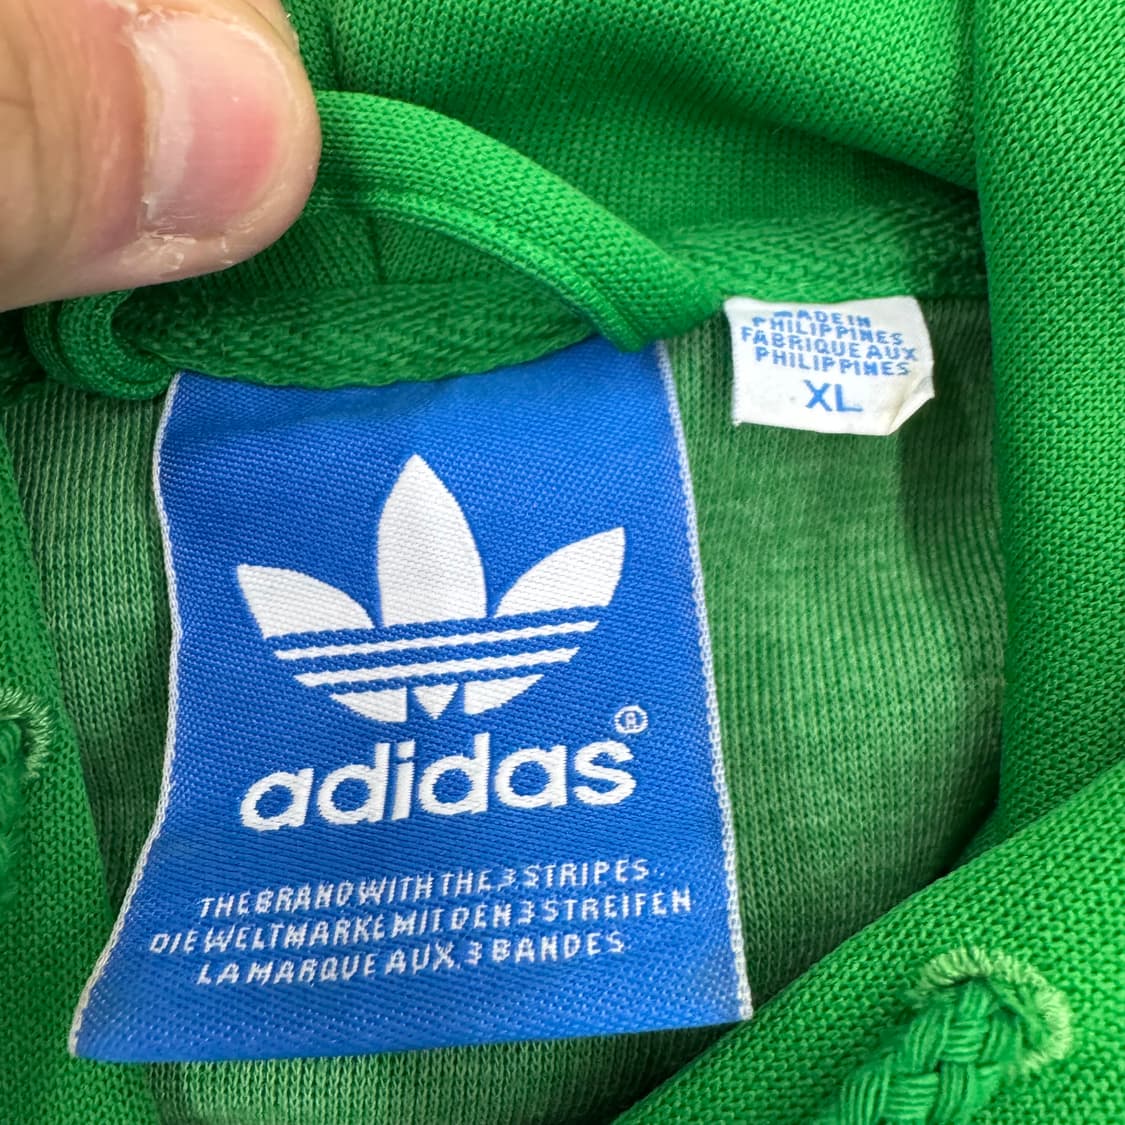 MADE IN
PHILIPPINES
FABRIQUE AUX
PHILIPPINES
XL
adidas®
THE BRAND WITH THE 3 STRIPES
DIE WELTMARKE MIT DEN 3 STREIFEN
LA MARQUE AUX 3 BANDES